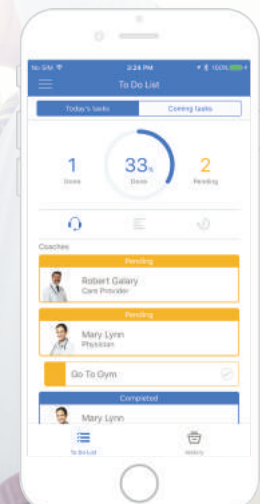 No SIM
2:24 PM
100%
To Do List
Today's tasks
Coming tasks
1
Done
33%
Done
2
Pending
Coaches
Pending
Robert Galary
Care Provider
Pending
Mary Lynn
Physician
Go To Gym
Completed
Mary Lynn
To Do List
History